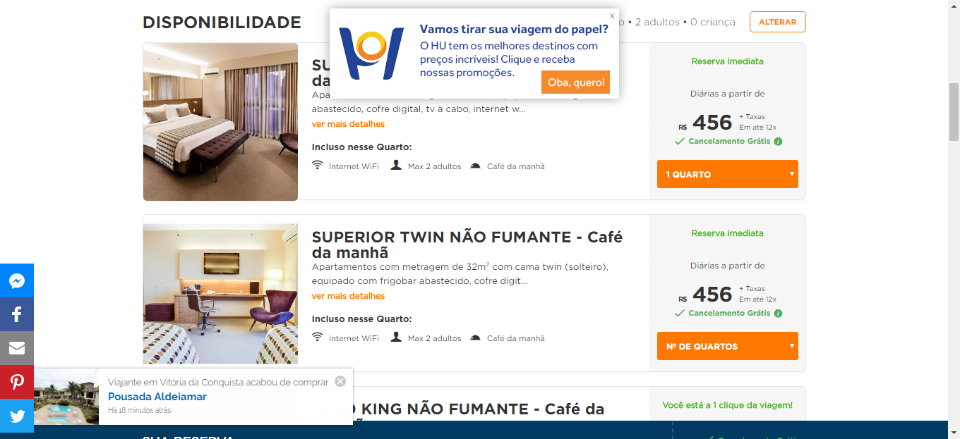 DISPONIBILIDADE
• 2 adultos • 0 criança
ALTERAR
x
Vamos tirar sua viagem do papel?
O HU tem os melhores destinos com
preços incríveis! Clique e receba
nossas promoções.
Oba, quero!
da
abastecido, cofre digital, tv a cabo, internet w...
ver mais detalhes
Incluso nesse Quarto:
Internet WiFi
Max 2 adultos
Café da manhã
Reserva imediata
Diárias a partir de
R$ 456 + Taxas
Em até 12x
Cancelamento Grátis
1 QUARTO
SUPERIOR TWIN NÃO FUMANTE - Café
da manhã
Apartamentos com metragem de 32m² com cama twin (solteiro),
equipado com frigobar abastecido, cofre digit...
ver mais detalhes
Incluso nesse Quarto:
Internet WiFi
Max 2 adultos
Café da manhã
Reserva imediata
Diárias a partir de
R$ 456 + Taxas
Em até 12x
Cancelamento Grátis
Nº DE QUARTOS
Viajante em Vitória da Conquista acabou de comprar
Pousada Aldeiamar
Há 18 minutos atrás
KING NÃO FUMANTE - Café da
Você está a 1 clique da viagem!
SUA RESERVA